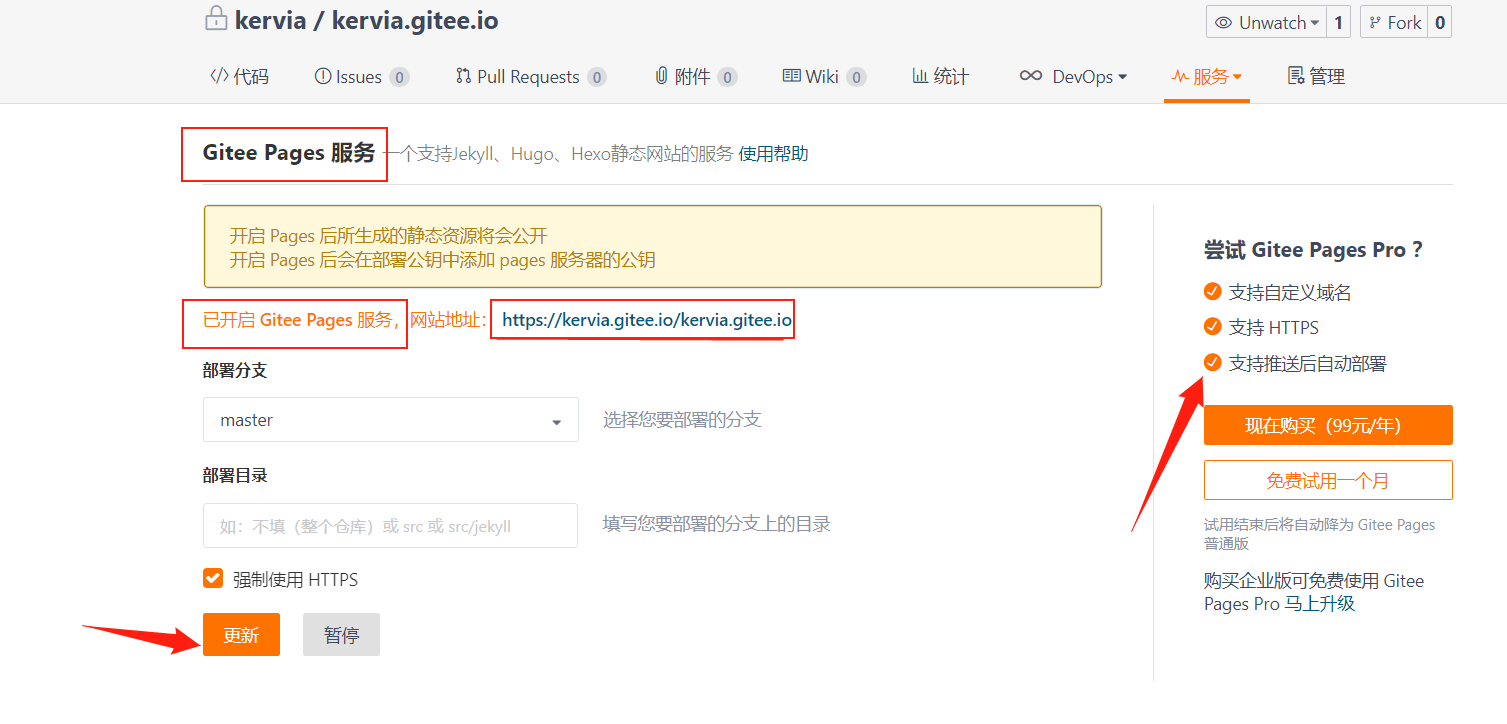 kervia / kervia.gitee.io
Unwatch 1 Fork 0
代码 Issues 0 Pull Requests 0 附件 0 Wiki 0 统计 DevOps 服务 管理
Gitee Pages 服务 一个支持Jekyll、Hugo、Hexo静态网站的服务 使用帮助
开启 Pages 后所生成的静态资源将会公开
开启 Pages 后会在部署公钥中添加 pages 服务器的公钥
已开启 Gitee Pages 服务, 网站地址: https://kervia.gitee.io/kervia.gitee.io
部署分支
master 选择您要部署的分支
部署目录
如：不填（整个仓库）或 src 或 src/jekyll 填写您要部署的分支上的目录
强制使用 HTTPS
更新 暂停
尝试 Gitee Pages Pro ?
支持自定义域名
支持 HTTPS
支持推送后自动部署
现在购买（99元/年）
免费试用一个月
试用结束后将自动降为 Gitee Pages
普通版
购买企业版可免费使用 Gitee
Pages Pro 马上升级